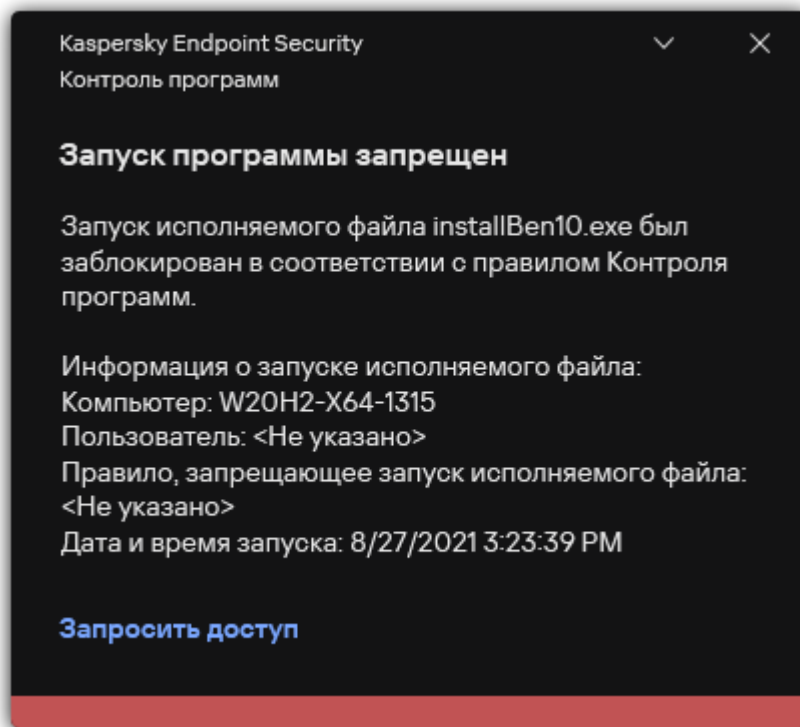 Kaspersky Endpoint Security
Контроль программ
Запуск программы запрещен
Запуск исполняемого файла installBen10.exe был
заблокирован в соответствии с правилом Контроля
программ.
Информация о запуске исполняемого файла:
Компьютер: W20H2-X64-1315
Пользователь: <Не указано>
Правило, запрещающее запуск исполняемого файла:
<Не указано>
Дата и время запуска: 8/27/2021 3:23:39 PM
Запросить доступ